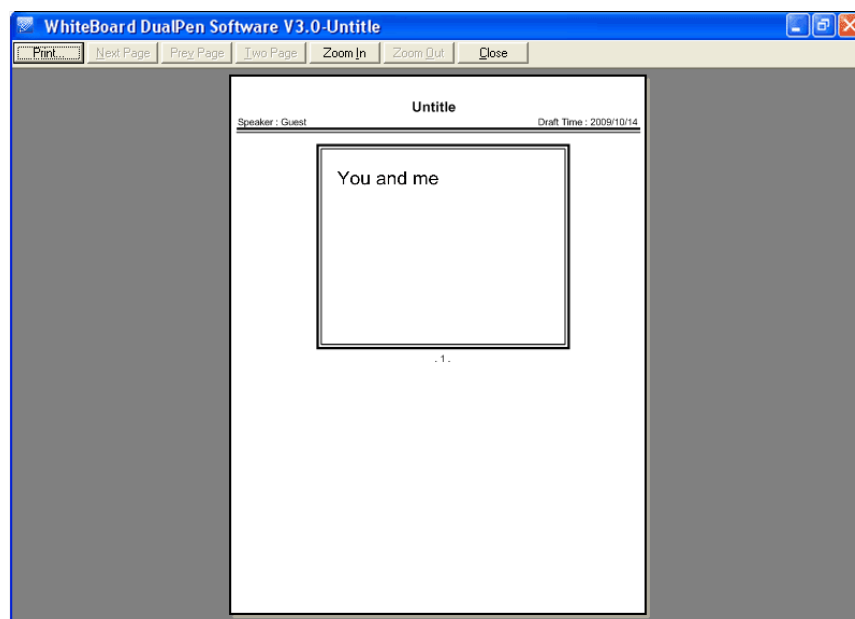 WhiteBoard DualPen Software V3.0-Untitle
Print... Next Page Prev Page Two Page Zoom In Zoom Out Close
Untitle
Speaker : Guest Draft Time : 2009/10/14
You and me
. 1 .